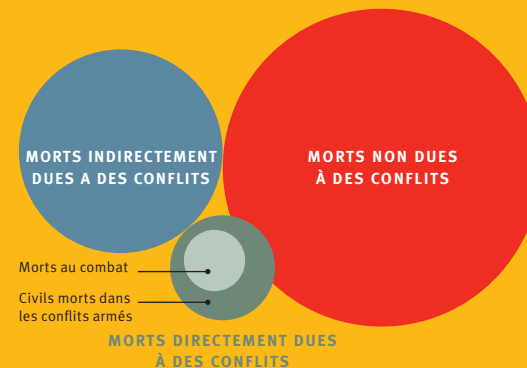 MORTS INDIRECTEMENT
DUES A DES CONFLITS
MORTS NON DUES
À DES CONFLITS
Morts au combat
Civils morts dans
les conflits armés
MORTS DIRECTEMENT DUES
À DES CONFLITS